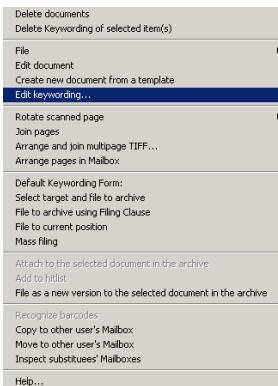 Delete documents
Delete Keywording of selected item(s)
File
Edit document
Create new document from a template
Edit keywording...
Rotate scanned page
Join pages
Arrange and join multipage TIFF...
Arrange pages in Mailbox
Default Keywording Form:
Select target and file to archive
File to archive using Filing Clause
File to current position
Mass filing
Attach to the selected document in the archive
Add to hitlist
File as a new version to the selected document in the archive
Recognize barcodes
Copy to other user's Mailbox
Move to other user's Mailbox
Inspect substituees' Mailboxes
Help...